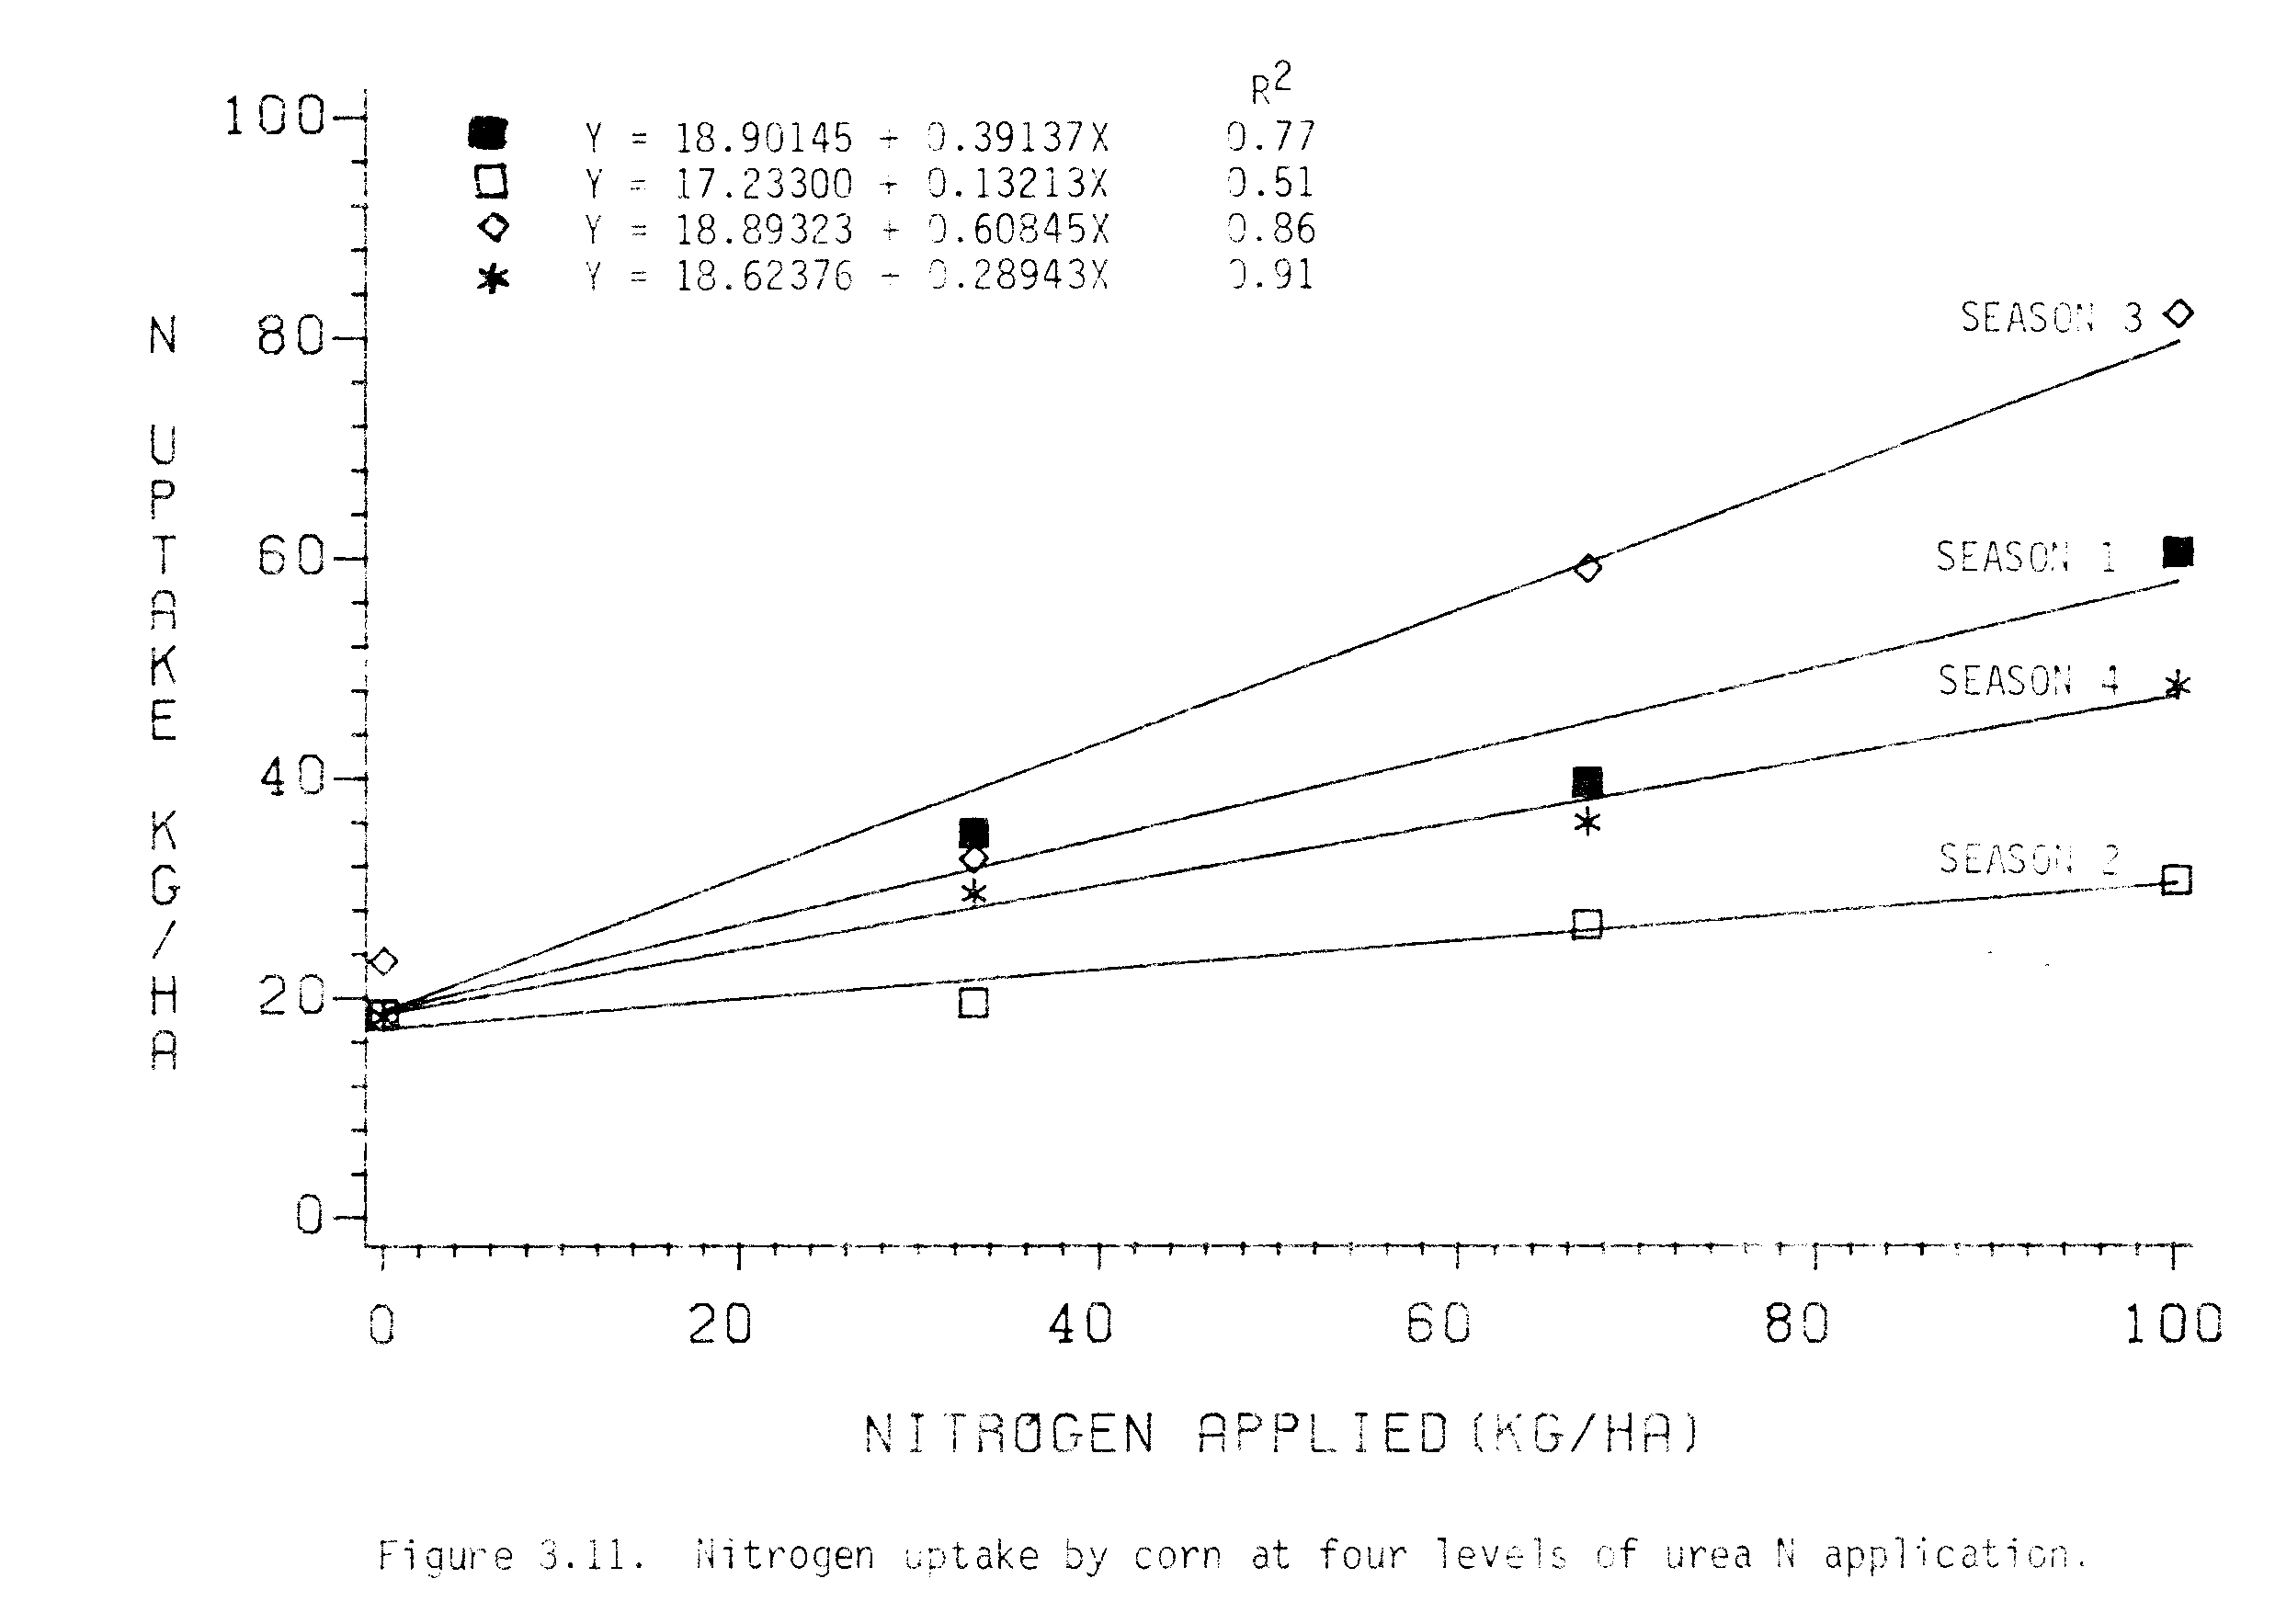 R2
100
■ Y = 18.90145 + 0.39137X 0.77
□ Y = 17.23300 + 0.13213X 0.51
◇ Y = 18.89323 + 0.60845X 0.86
* Y = 18.62376 + 0.28943X 0.91
SEASON 3
80
60
SEASON 1
SEASON 4
40
SEASON 2
20
0
N UPTAKE KG/HA
0 20 40 60 80 100
NITROGEN APPLIED(KG/HA)
Figure 3.11. Nitrogen uptake by corn at four levels of urea N application.